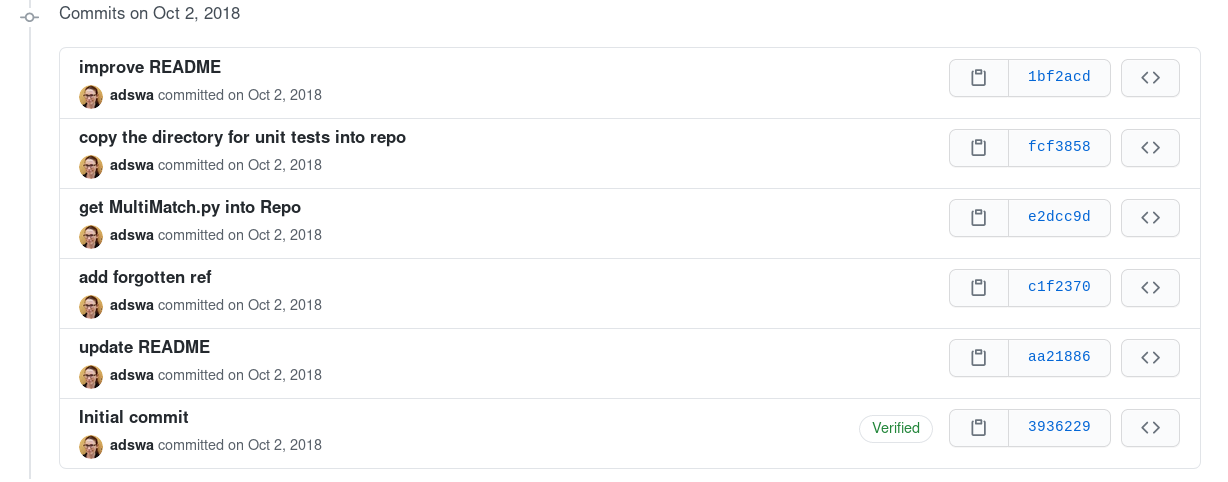 Commits on Oct 2, 2018
improve README
adswa committed on Oct 2, 2018
1bf2acd
copy the directory for unit tests into repo
adswa committed on Oct 2, 2018
fcf3858
get MultiMatch.py into Repo
adswa committed on Oct 2, 2018
e2dcc9d
add forgotten ref
adswa committed on Oct 2, 2018
c1f2370
update README
adswa committed on Oct 2, 2018
aa21886
Initial commit
adswa committed on Oct 2, 2018
Verified
3936229